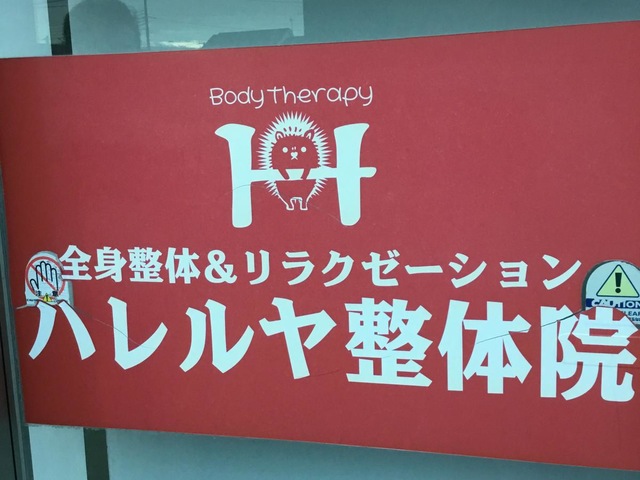 Body Therapy
H
全身整体&リラクゼーション
ハレルヤ整体院
CAUTION